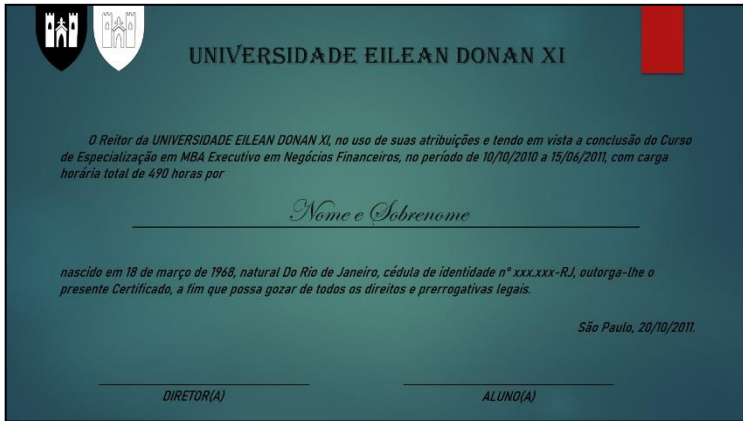 UNIVERSIDADE EILEAN DONAN XI
O Reitor da UNIVERSIDADE EILEAN DONAN XI, no uso de suas atribuições e tendo em vista a conclusão do Curso
de Especialização em MBA Executivo em Negócios Financeiros, no período de 10/10/2010 a 15/06/2011, com carga
horária total de 490 horas por
Nome e Sobrenome
nascido em 18 de março de 1968, natural Do Rio de Janeiro, cédula de identidade nº xxx.xxx-RJ, outorga-lhe o
presente Certificado, a fim que possa gozar de todos os direitos e prerrogativas legais.
São Paulo, 20/10/2011.
DIRETOR(A)
ALUNO(A)